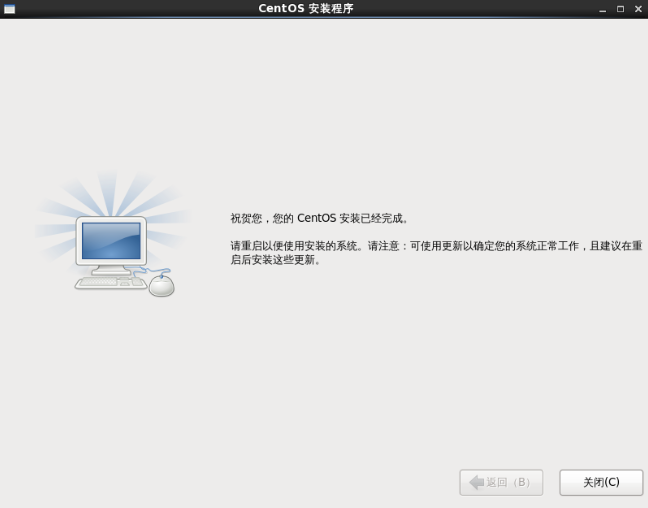 CentOS 安装程序
祝贺您，您的 CentOS 安装已经完成。
请重启以便使用安装的系统。请注意：可使用更新以确定您的系统正常工作，且建议在重
启后安装这些更新。
返回（B）
关闭(C)